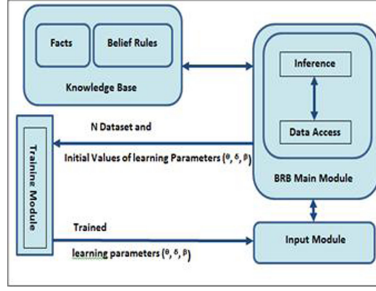 Facts
Belief Rules
Knowledge Base
Inference
Data Access
BRB Main Module
N Dataset and
Initial Values of learning Parameters (θ, δ, β)
Training Module
Trained
learning parameters (θ, δ, β)
Input Module